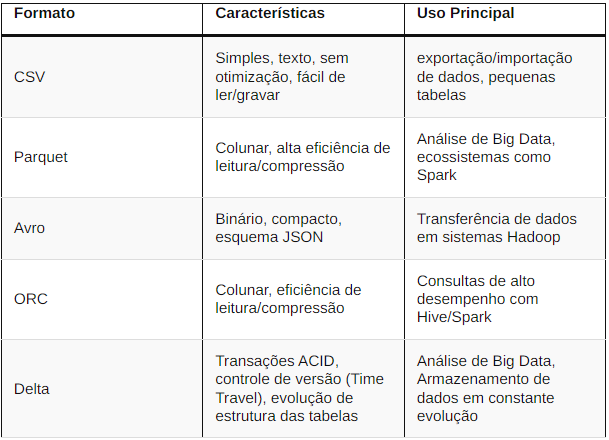 Formato Características Uso Principal
CSV
Simples, texto, sem
otimização, fácil de
ler/gravar
exportação/importação
de dados, pequenas
tabelas
Parquet
Colunar, alta eficiência de
leitura/compressão
Análise de Big Data,
ecossistemas como
Spark
Avro
Binário, compacto,
esquema JSON
Transferência de dados
em sistemas Hadoop
ORC
Colunar, eficiência de
leitura/compressão
Consultas de alto
desempenho com
Hive/Spark
Delta
Transações ACID,
controle de versão (Time
Travel), evolução de
estrutura das tabelas
Análise de Big Data,
Armazenamento de
dados em constante
evolução